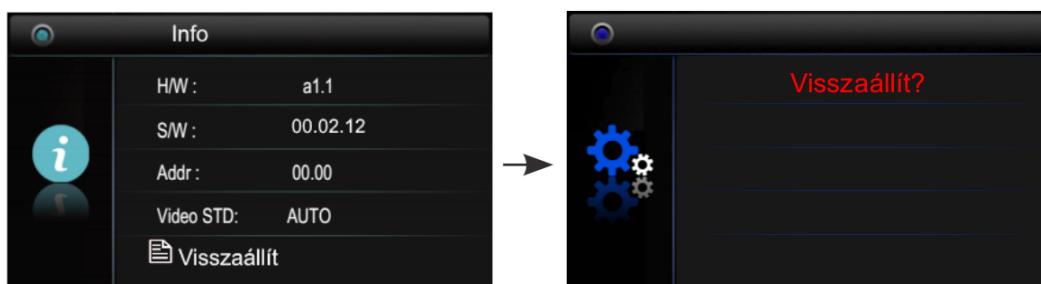 Info
H/W : a1.1
S/W : 00.02.12
Addr : 00.00
Video STD: AUTO
Visszaállít
Visszaállít?